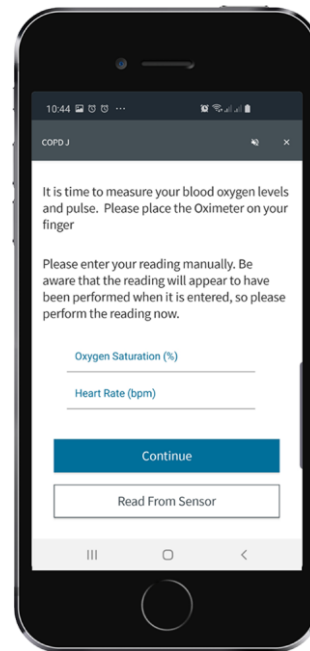 10:44
COPD J
It is time to measure your blood oxygen levels
and pulse.  Please place the Oximeter on your
finger
Please enter your reading manually. Be
aware that the reading will appear to have
been performed when it is entered, so please
perform the reading now.
Oxygen Saturation (%)
Heart Rate (bpm)
Continue
Read From Sensor